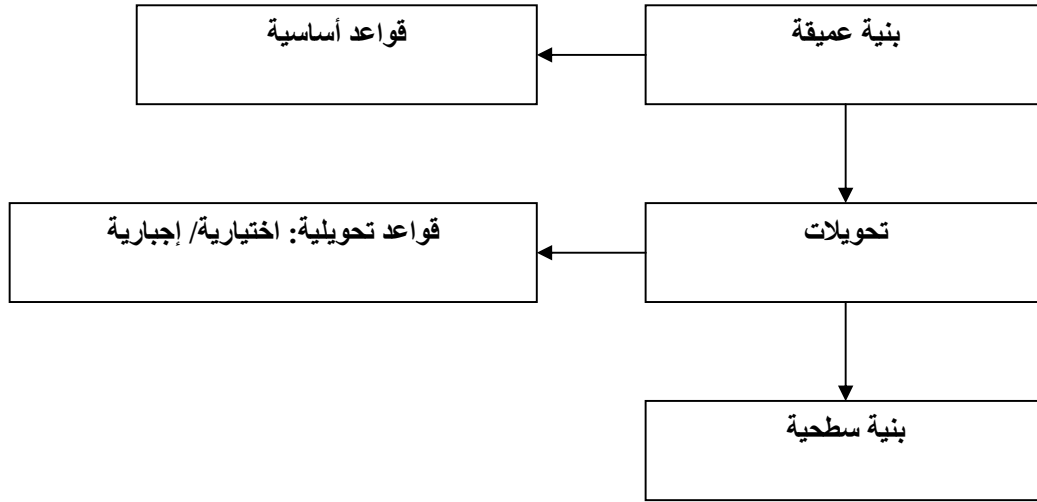 بنية عميقة
قواعد أساسية
تحويلات
قواعد تحويلية: اختيارية/ إجبارية
بنية سطحية